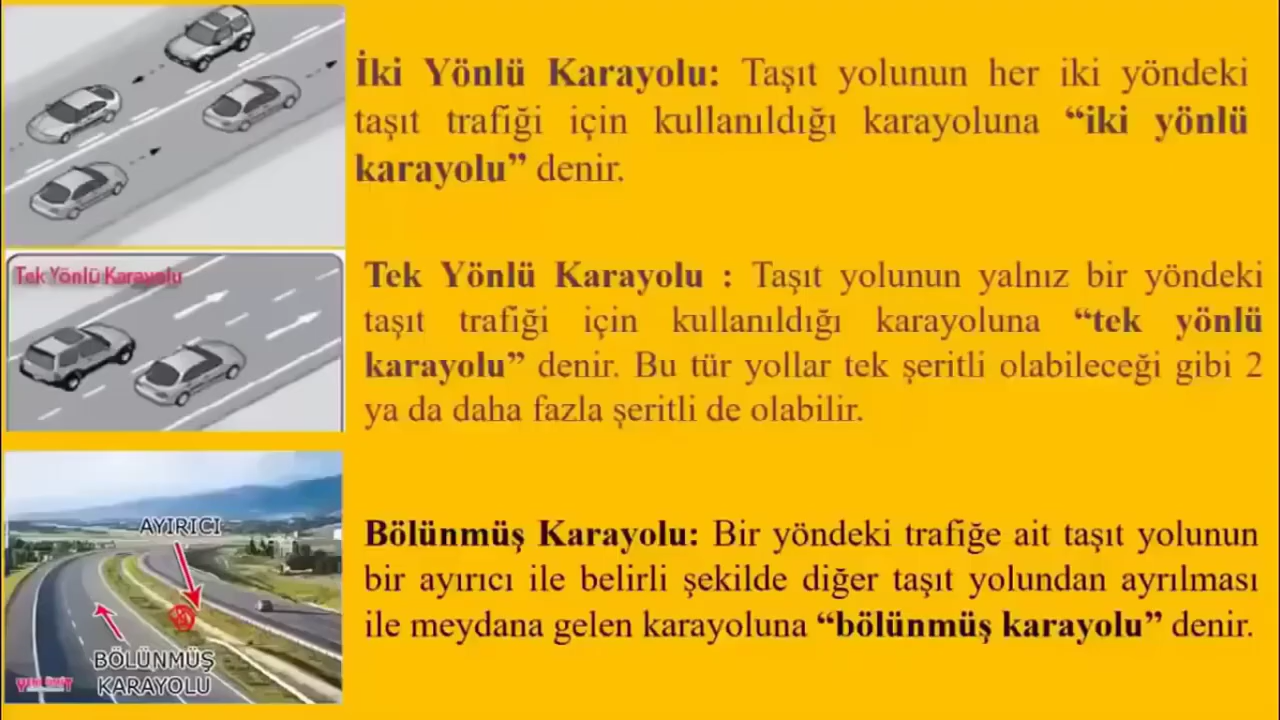 İki Yönlü Karayolu: Taşıt yolunun her iki yöndeki
taşıt trafiği için kullanıldığı karayoluna “iki yönlü
karayolu” denir.
Tek Yönlü Karayolu
Tek Yönlü Karayolu : Taşıt yolunun yalnız bir yöndeki
taşıt trafiği için kullanıldığı karayoluna “tek yönlü
karayolu” denir. Bu tür yollar tek şeritli olabileceği gibi 2
ya da daha fazla şeritli de olabilir.
AYIRICI
BÖLÜNMÜŞ
KARAYOLU
Bölünmüş Karayolu: Bir yöndeki trafiğe ait taşıt yolunun
bir ayırıcı ile belirli şekilde diğer taşıt yolundan ayrılması
ile meydana gelen karayoluna “bölünmüş karayolu” denir.